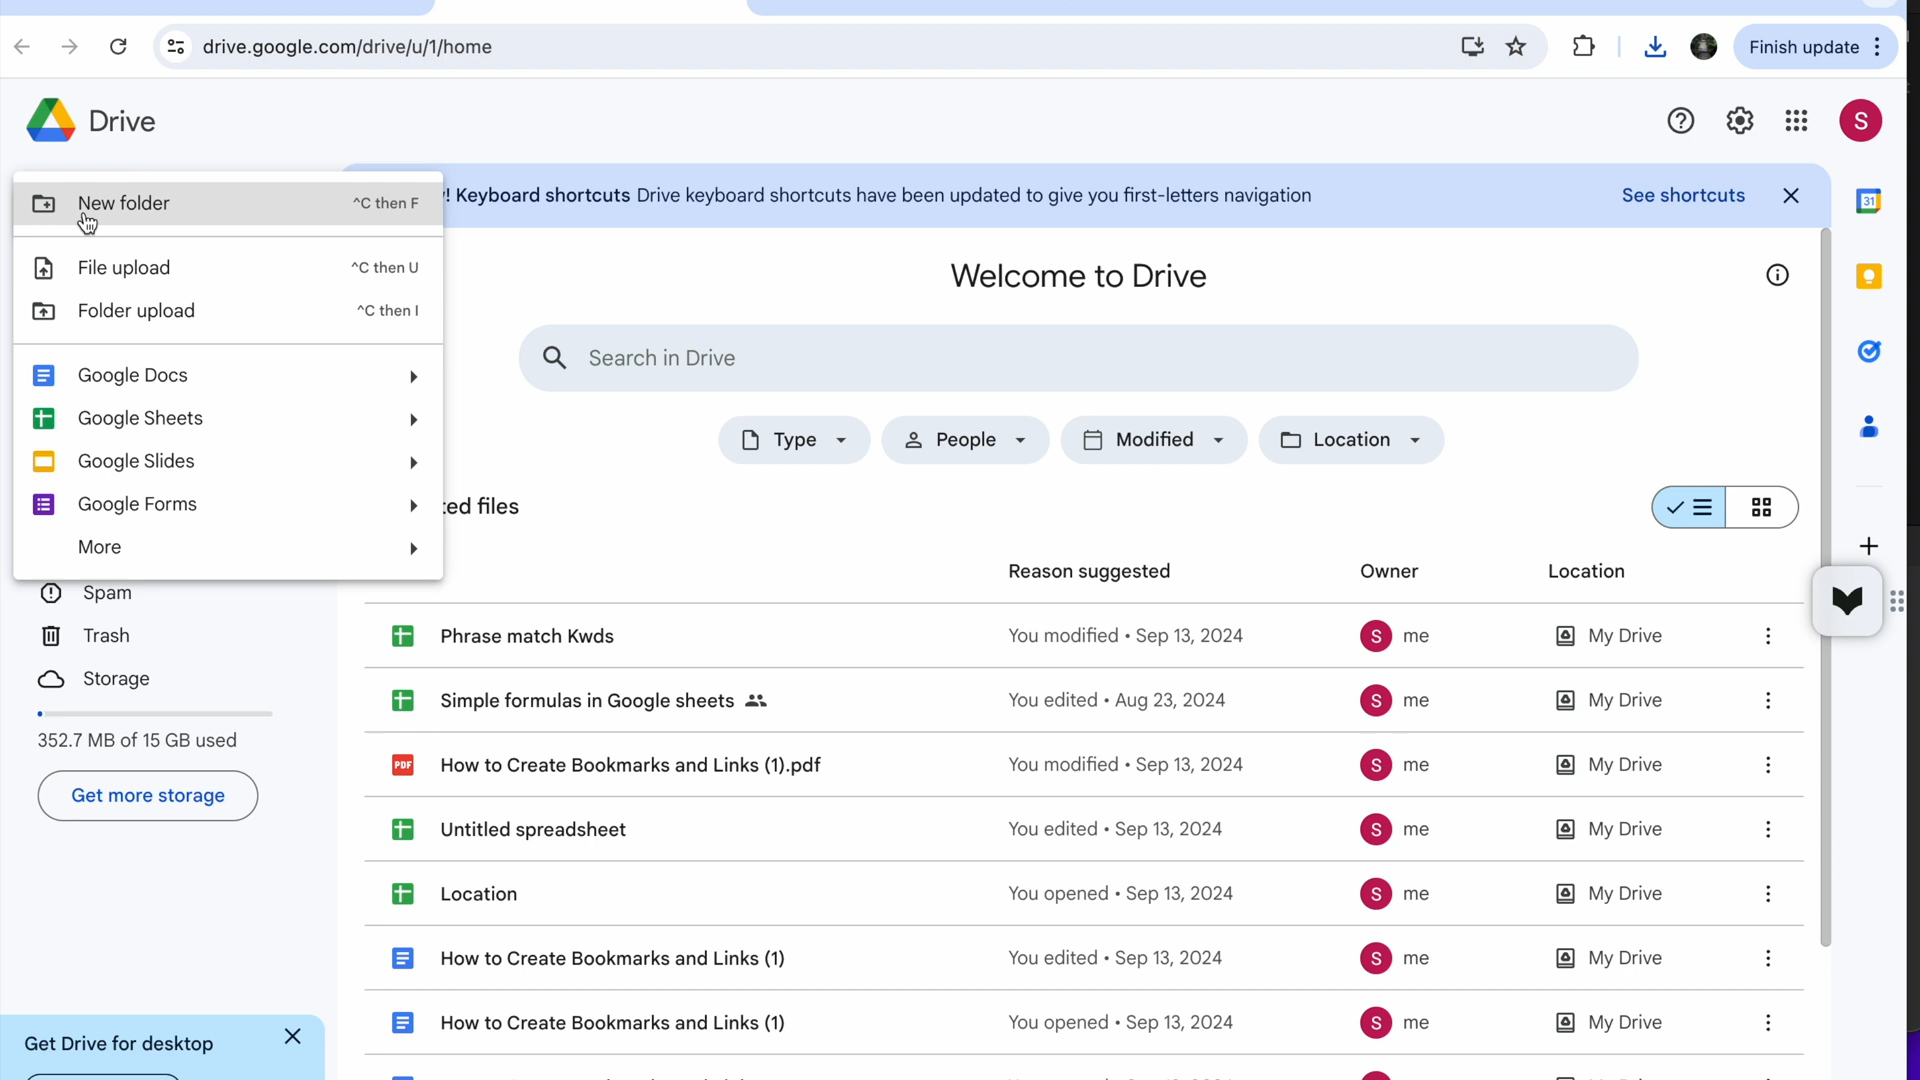 drive.google.com/drive/u/1/home
Finish update
Drive
S
New folder ^C then F
File upload ^C then U
Folder upload ^C then I
Google Docs
Google Sheets
Google Slides
Google Forms
More
Spam
Trash
Storage
352.7 MB of 15 GB used
Get more storage
Get Drive for desktop
! Keyboard shortcuts Drive keyboard shortcuts have been updated to give you first-letters navigation See shortcuts
31
Welcome to Drive
Search in Drive
Type People Modified Location
ted files
Reason suggested Owner Location
Phrase match Kwds You modified • Sep 13, 2024 S me My Drive
Simple formulas in Google sheets You edited • Aug 23, 2024 S me My Drive
PDF How to Create Bookmarks and Links (1).pdf You modified • Sep 13, 2024 S me My Drive
Untitled spreadsheet You edited • Sep 13, 2024 S me My Drive
Location You opened • Sep 13, 2024 S me My Drive
How to Create Bookmarks and Links (1) You edited • Sep 13, 2024 S me My Drive
How to Create Bookmarks and Links (1) You opened • Sep 13, 2024 S me My Drive